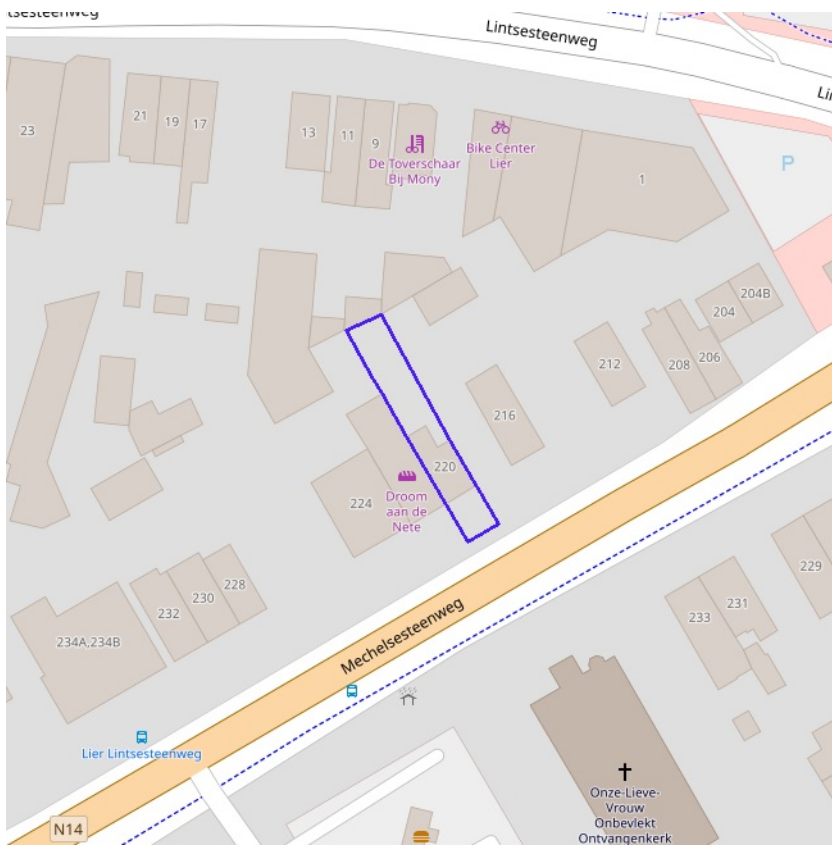 tsesteenweg
Lintsesteenweg
Lin
23
21
19
17
13
11
9
De Toverschaar
Bij Mony
Bike Center
Lier
1
P
204B
204
206
208
212
216
220
224
Droom
aan de
Nete
228
230
232
234A,234B
Mechelsesteenweg
229
231
233
Lier Lintsesteenweg
N14
Onze-Lieve-
Vrouw
Onbevlekt
Ontvangenkerk